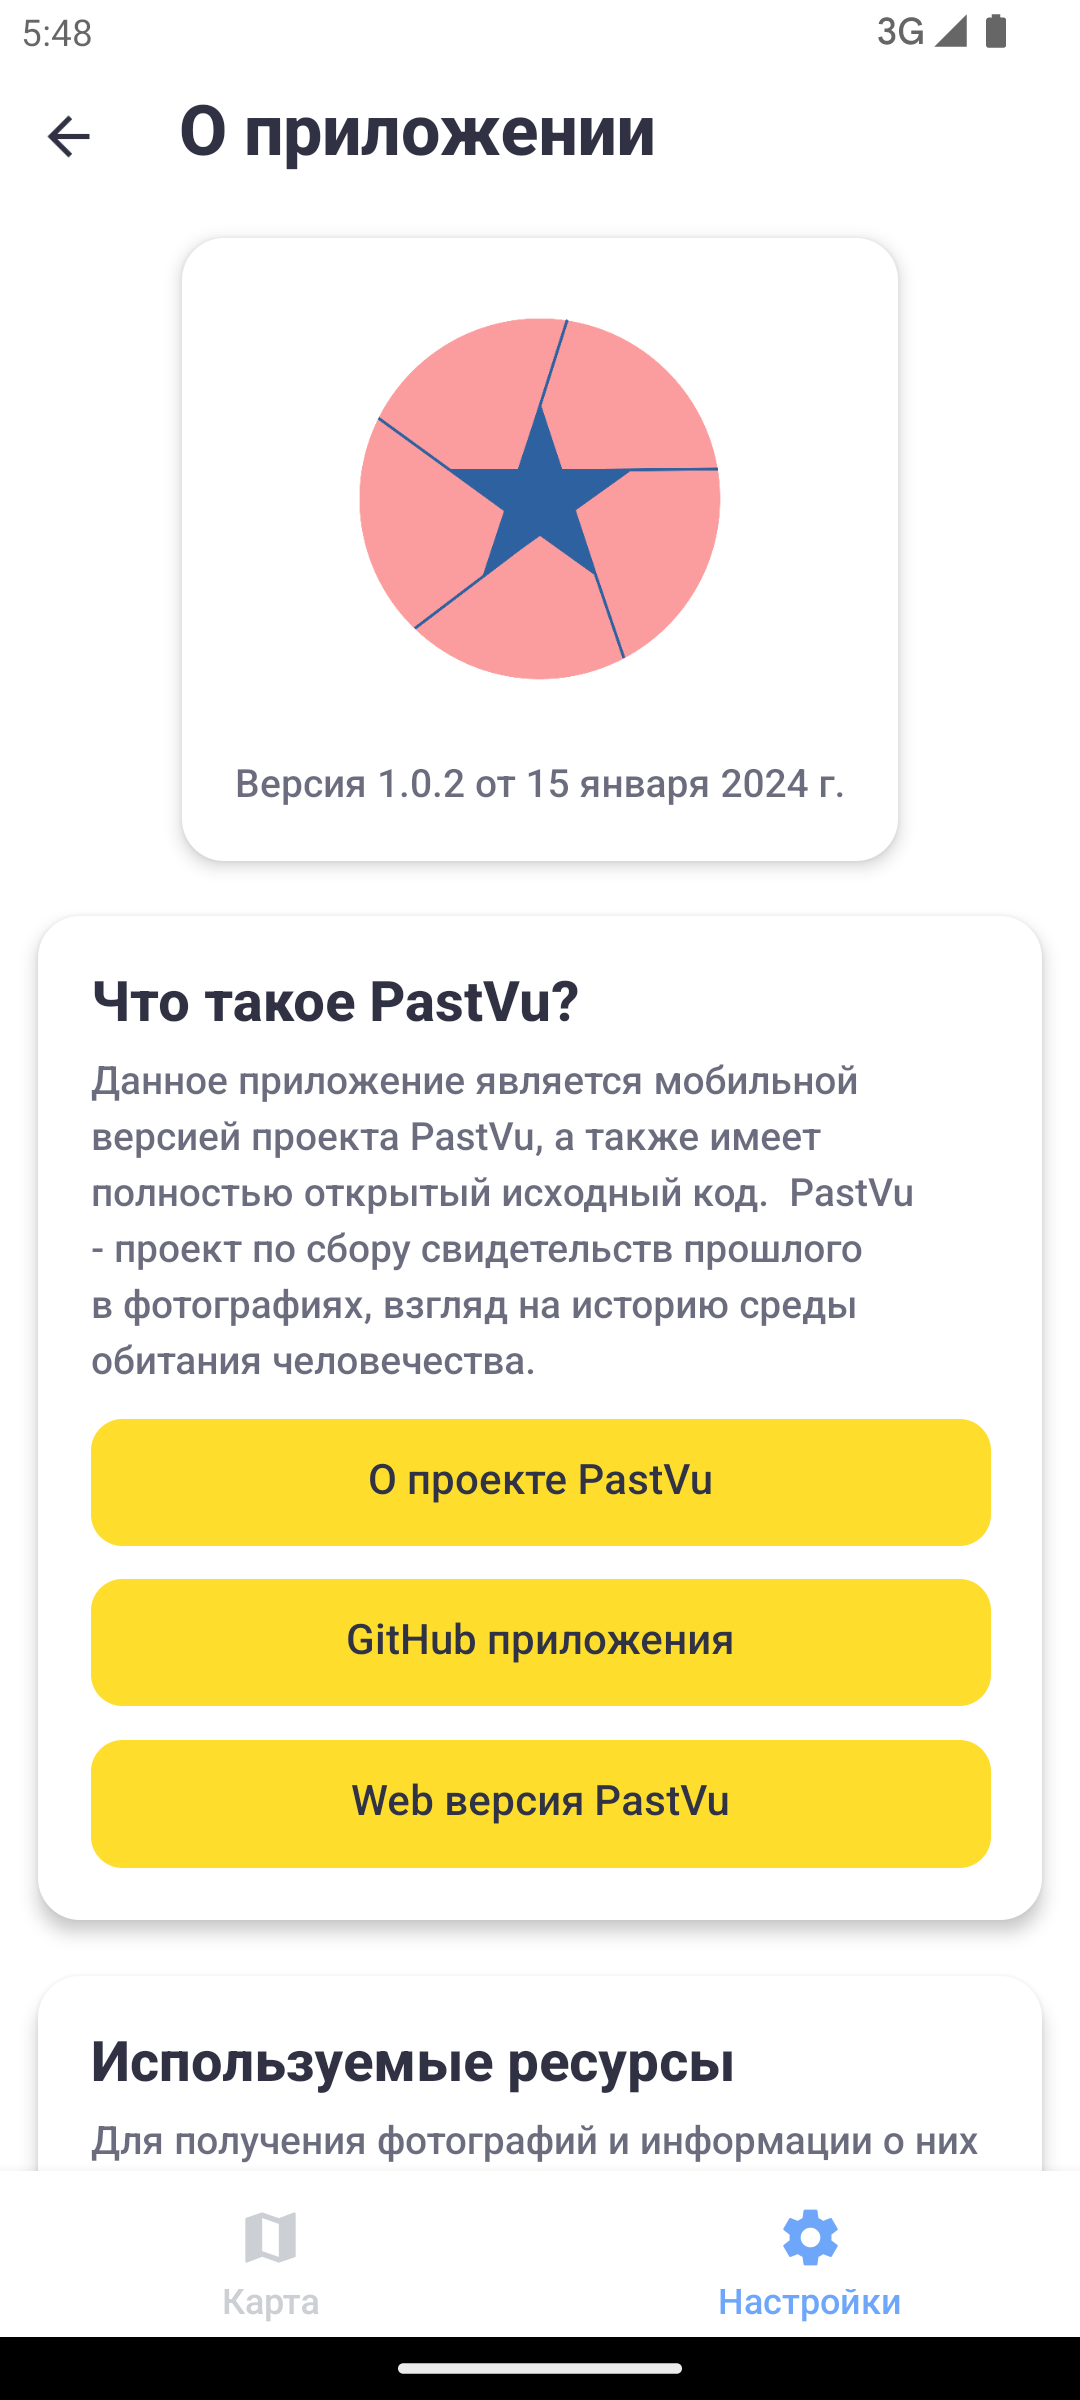 5:48
3G
О приложении
Версия 1.0.2 от 15 января 2024 г.
Что такое PastVu?
Данное приложение является мобильной
версией проекта PastVu, а также имеет
полностью открытый исходный код.  PastVu
- проект по сбору свидетельств прошлого
в фотографиях, взгляд на историю среды
обитания человечества.
О проекте PastVu
GitHub приложения
Web версия PastVu
Используемые ресурсы
Для получения фотографий и информации о них
Карта
Настройки